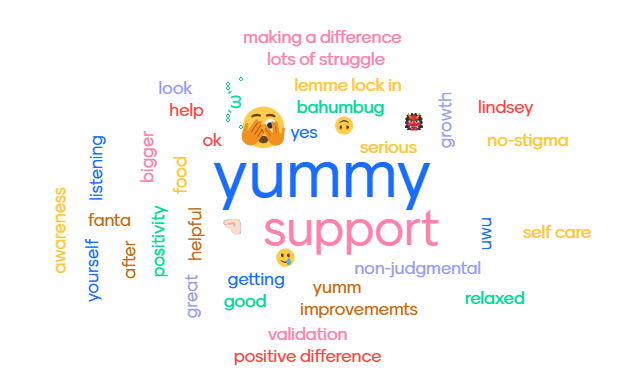 making a difference
lots of struggle
look
lemme lock in
help
bahumbug
growth
lindsey
ok
yes
serious
no-stigma
bigger
listening
food
yummy
awareness
fanta
yourself
after
positivity
helpful
support
uwu
self care
great
getting
non-judgmental
good
yumm
improvememts
relaxed
validation
positive difference